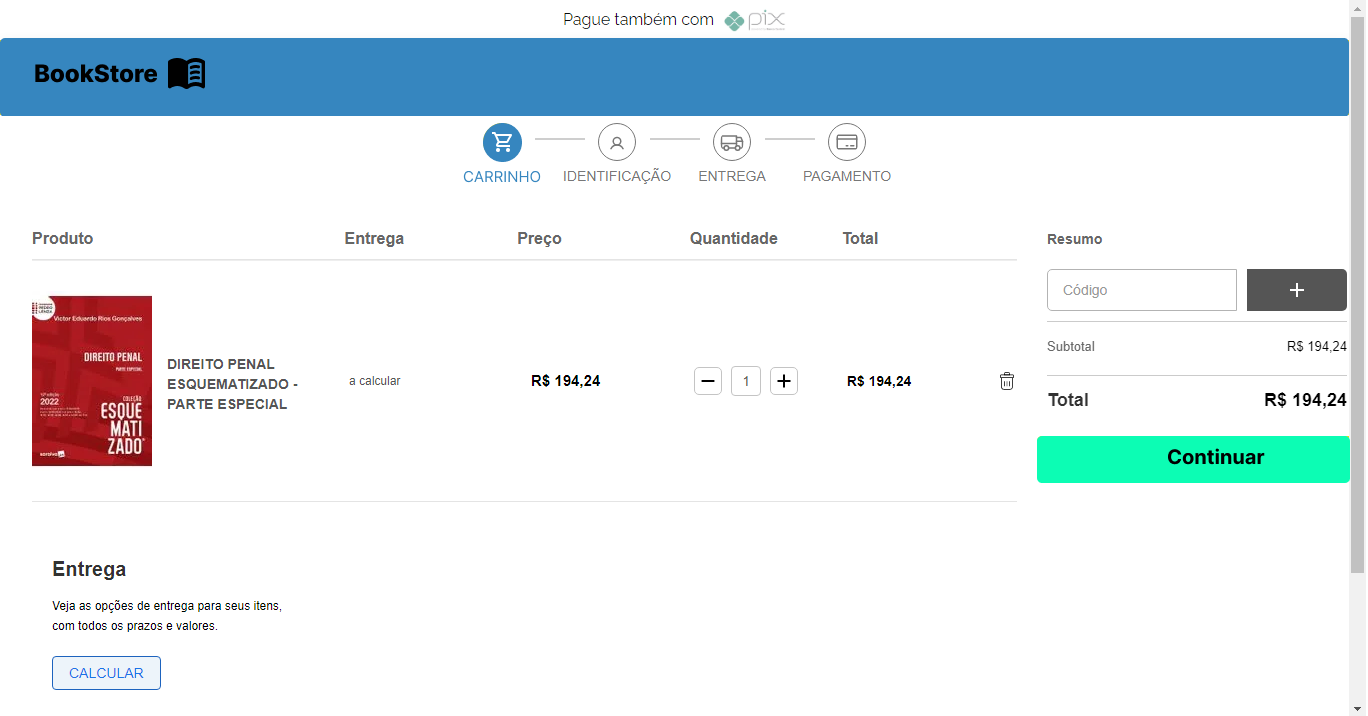 Pague também com pix
BookStore
CARRINHO IDENTIFICAÇÃO ENTREGA PAGAMENTO
Produto Entrega Preço Quantidade Total
Victor Eduardo Rios Gonçalves
DIREITO PENAL
PARTE ESPECIAL
2022
COLEÇÃO
ESQUE
MATI
ZADO
DIREITO PENAL
ESQUEMATIZADO -
PARTE ESPECIAL
a calcular R$ 194,24 1 R$ 194,24
Resumo
Código +
Subtotal R$ 194,24
Total R$ 194,24
Continuar
Entrega
Veja as opções de entrega para seus itens,
com todos os prazos e valores.
CALCULAR